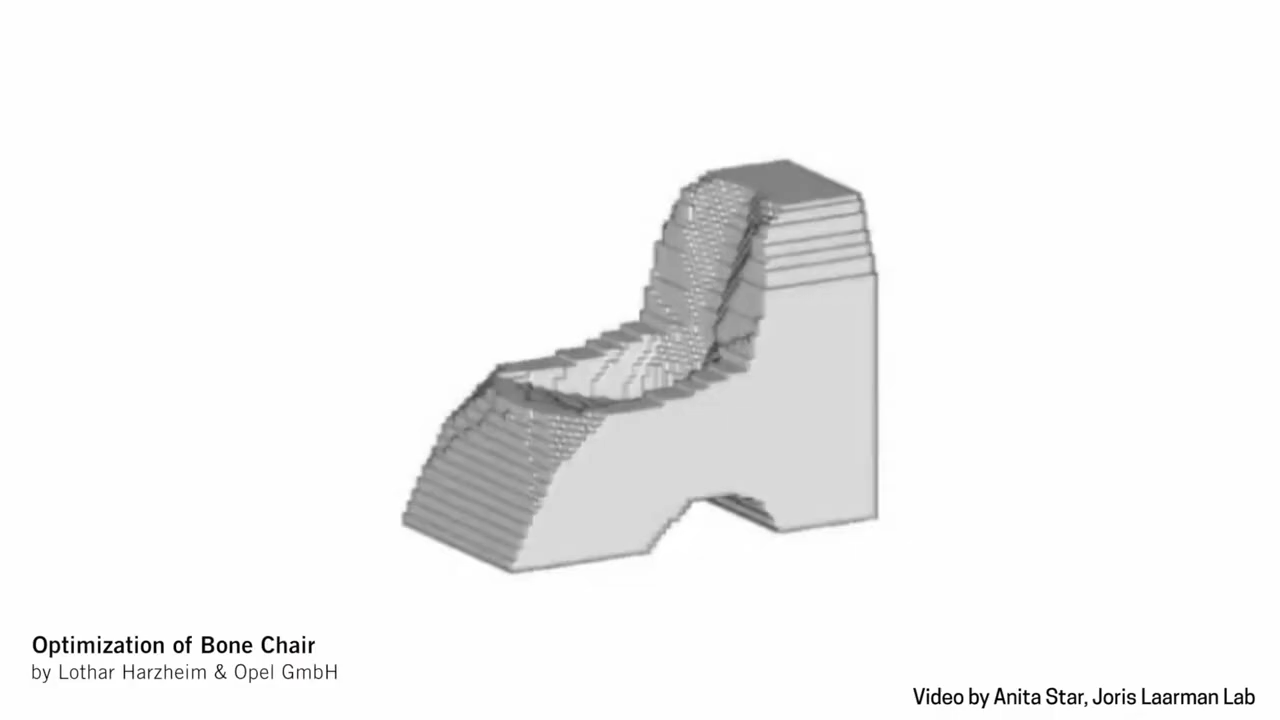 Optimization of Bone Chair
by Lothar Harzheim & Opel GmbH
Video by Anita Star, Joris Laarman Lab